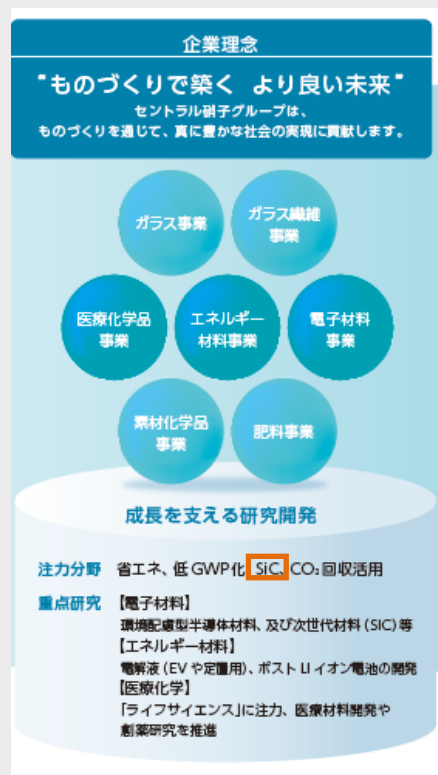 企業理念
“ものづくりで築く より良い未来”
セントラル硝子グループは、
ものづくりを通じて、真に豊かな社会の実現に貢献します。
ガラス事業
ガラス繊維
事業
医療化学品
事業
エネルギー
材料事業
電子材料
事業
素材化学品
事業
肥料事業
成長を支える研究開発
注力分野 省エネ、低GWP化、SiC、CO₂回収活用
重点研究 【電子材料】
環境配慮型半導体材料、及び次世代材料(SIC)等
【エネルギー材料】
電解液(EVや定置用)、ポストLiイオン電池の開発
【医療化学】
「ライフサイエンス」に注力、医療材料開発や
創薬研究を推進